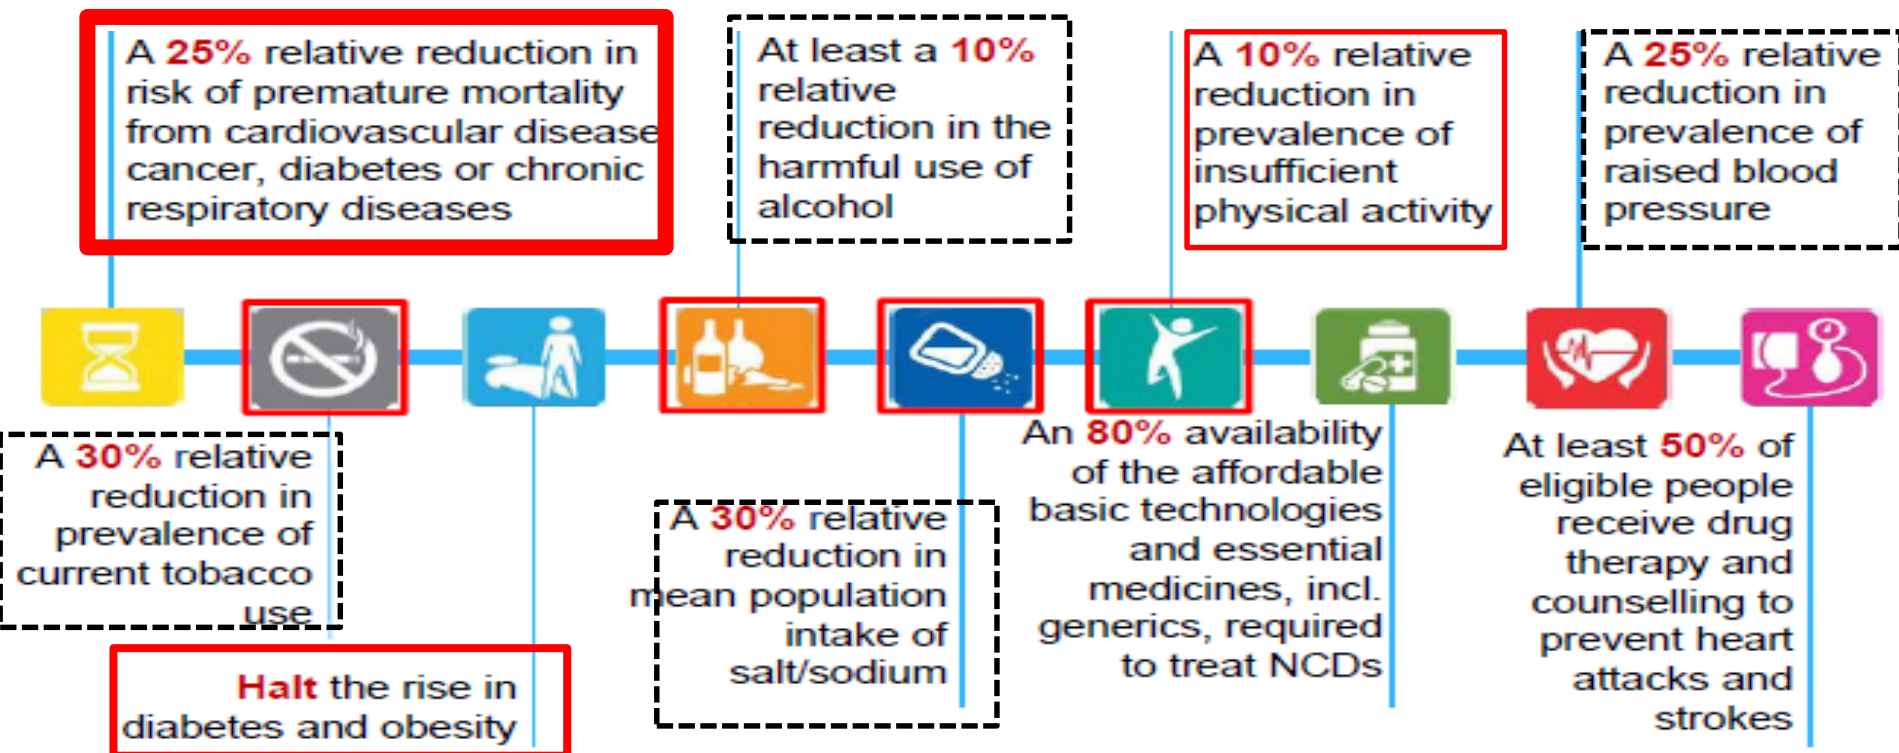 A 25% relative reduction in
risk of premature mortality
from cardiovascular disease
cancer, diabetes or chronic
respiratory diseases
At least a 10%
relative
reduction in the
harmful use of
alcohol
A 10% relative
reduction in
prevalence of
insufficient
physical activity
A 25% relative
reduction in
prevalence of
raised blood
pressure
A 30% relative
reduction in
prevalence of
current tobacco
use
Halt the rise in
diabetes and obesity
A 30% relative
reduction in
mean population
intake of
salt/sodium
An 80% availability
of the affordable
basic technologies
and essential
medicines, incl.
generics, required
to treat NCDs
At least 50% of
eligible people
receive drug
therapy and
counselling to
prevent heart
attacks and
strokes